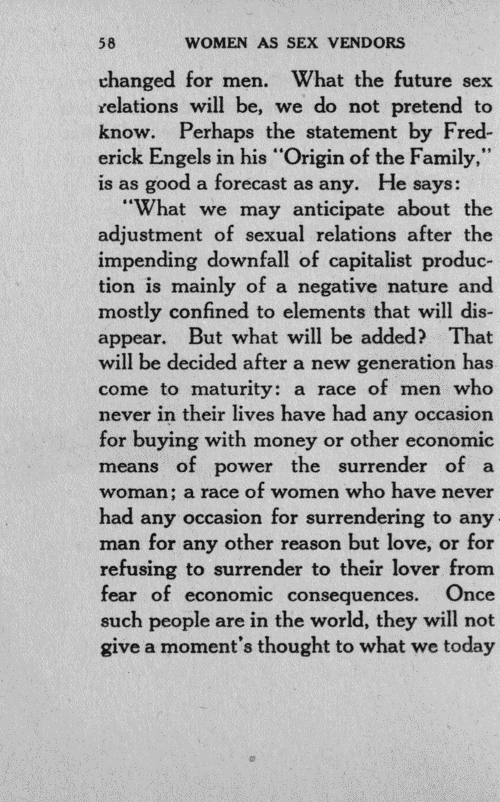 58 WOMEN AS SEX VENDORS
changed for men. What the future sex
relations will be, we do not pretend to
know. Perhaps the statement by Fred-
erick Engels in his "Origin of the Family,"
is as good a forecast as any. He says:
"What we may anticipate about the
adjustment of sexual relations after the
impending downfall of capitalist produc-
tion is mainly of a negative nature and
mostly confined to elements that will dis-
appear. But what will be added? That
will be decided after a new generation has
come to maturity: a race of men who
never in their lives have had any occasion
for buying with money or other economic
means of power the surrender of a
woman; a race of women who have never
had any occasion for surrendering to any
man for any other reason but love, or for
refusing to surrender to their lover from
fear of economic consequences. Once
such people are in the world, they will not
give a moment's thought to what we today